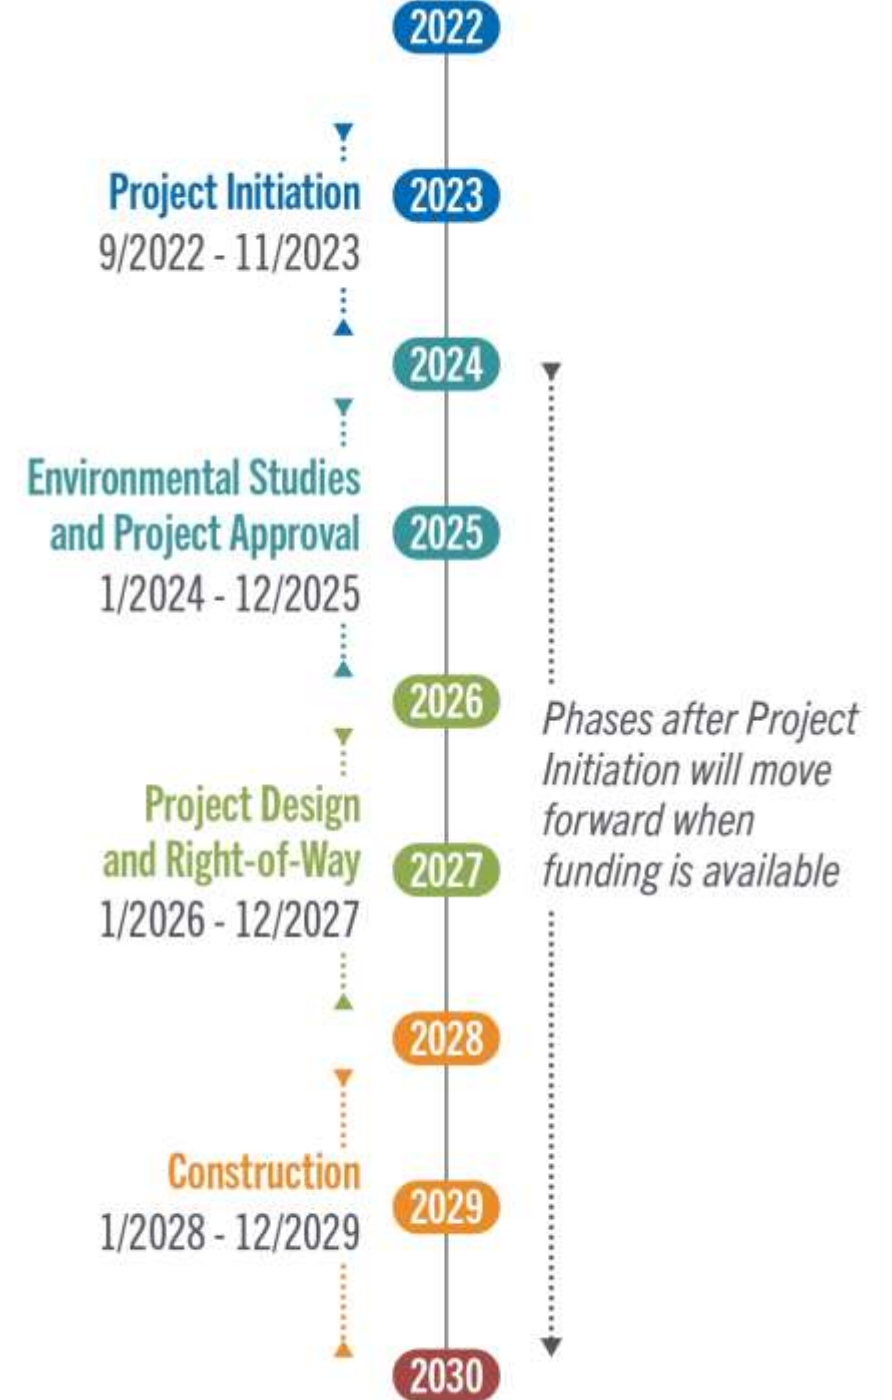 2022
Project Initiation
9/2022 - 11/2023
2023
2024
Environmental Studies
and Project Approval
1/2024 - 12/2025
2025
2026
Phases after Project
Initiation will move
forward when
funding is available
Project Design
and Right-of-Way
1/2026 - 12/2027
2027
2028
Construction
1/2028 - 12/2029
2029
2030